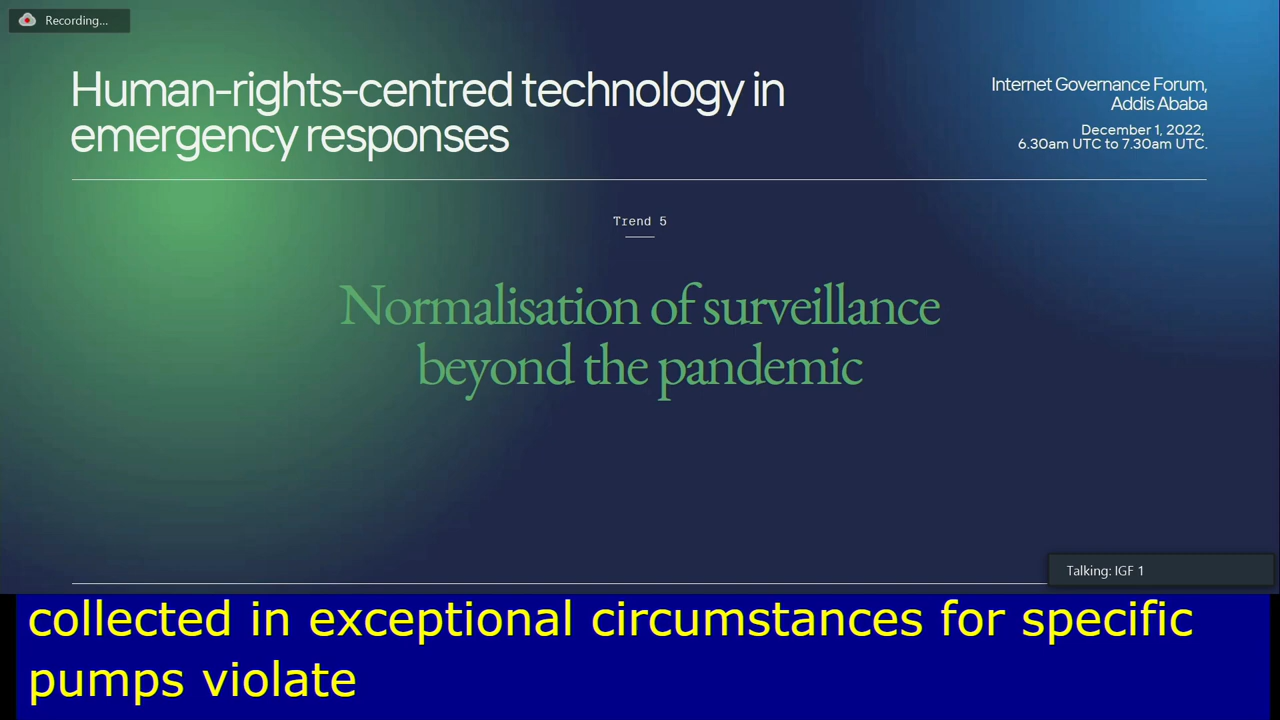 Recording...
Human-rights-centred technology in
emergency responses
Internet Governance Forum,
Addis Ababa
December 1, 2022,
6.30am UTC to 7.30am UTC.
Trend 5
Normalisation of surveillance
beyond the pandemic
Talking: IGF 1
collected in exceptional circumstances for specific
pumps violate